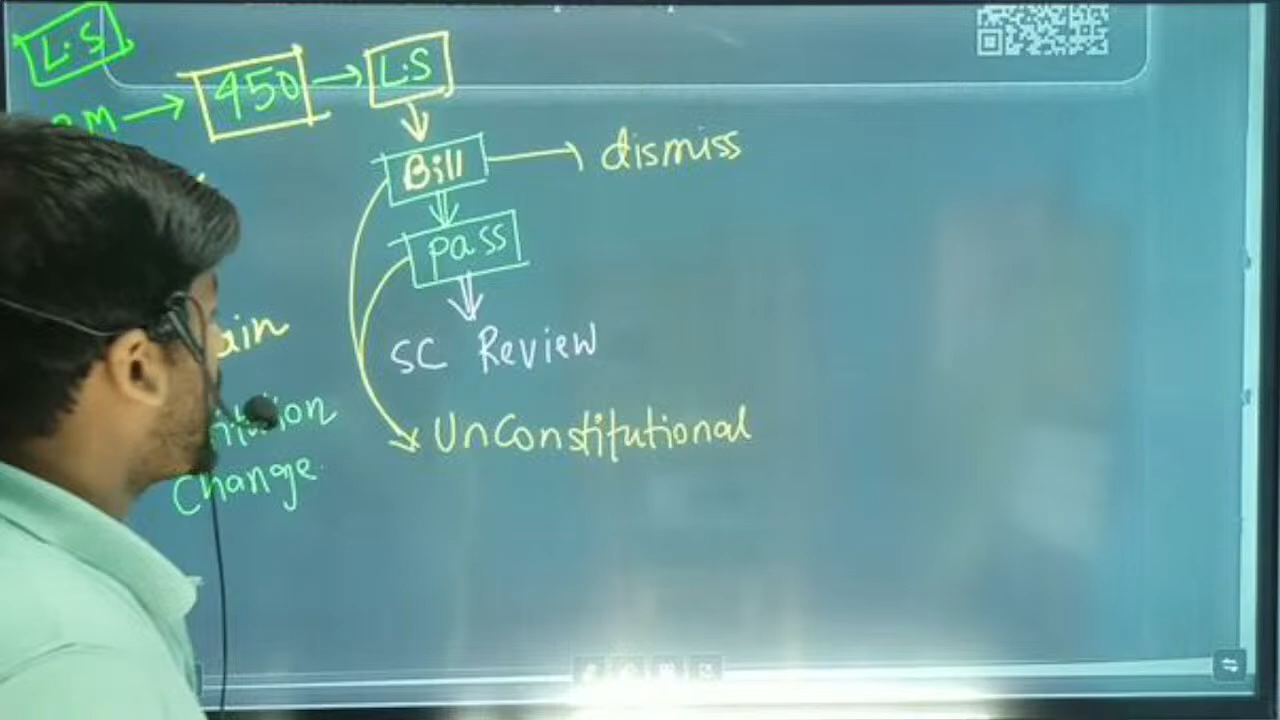 L.S
450 → L.S
Bill → dismiss
Pass
SC Review
UnConstitutional
Change